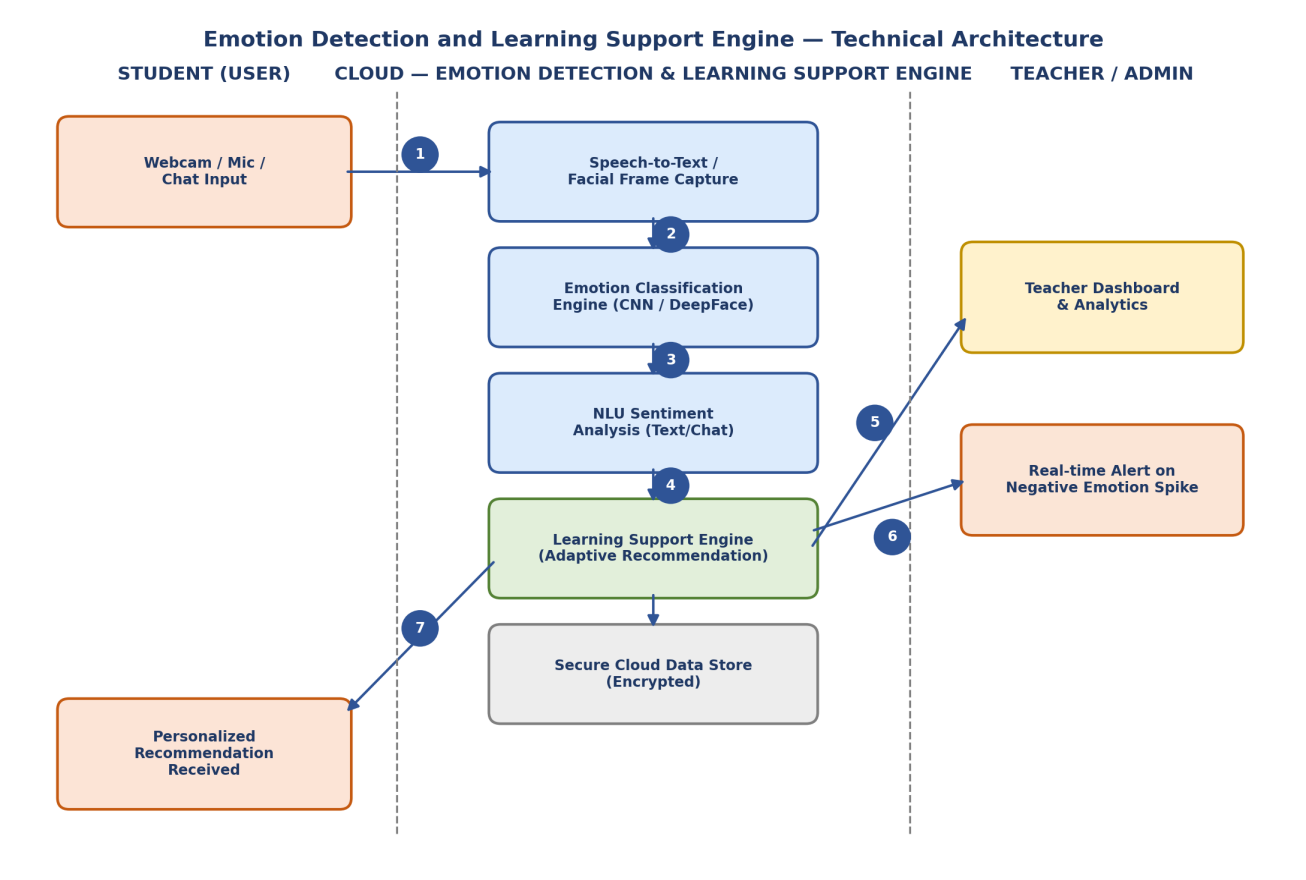 Emotion Detection and Learning Support Engine — Technical Architecture
STUDENT (USER)
CLOUD — EMOTION DETECTION & LEARNING SUPPORT ENGINE
TEACHER / ADMIN
Webcam / Mic /
Chat Input
1
Speech-to-Text /
Facial Frame Capture
2
Emotion Classification
Engine (CNN / DeepFace)
Teacher Dashboard
& Analytics
3
NLU Sentiment
Analysis (Text/Chat)
5
Real-time Alert on
Negative Emotion Spike
4
Learning Support Engine
(Adaptive Recommendation)
6
7
Secure Cloud Data Store
(Encrypted)
Personalized
Recommendation
Received